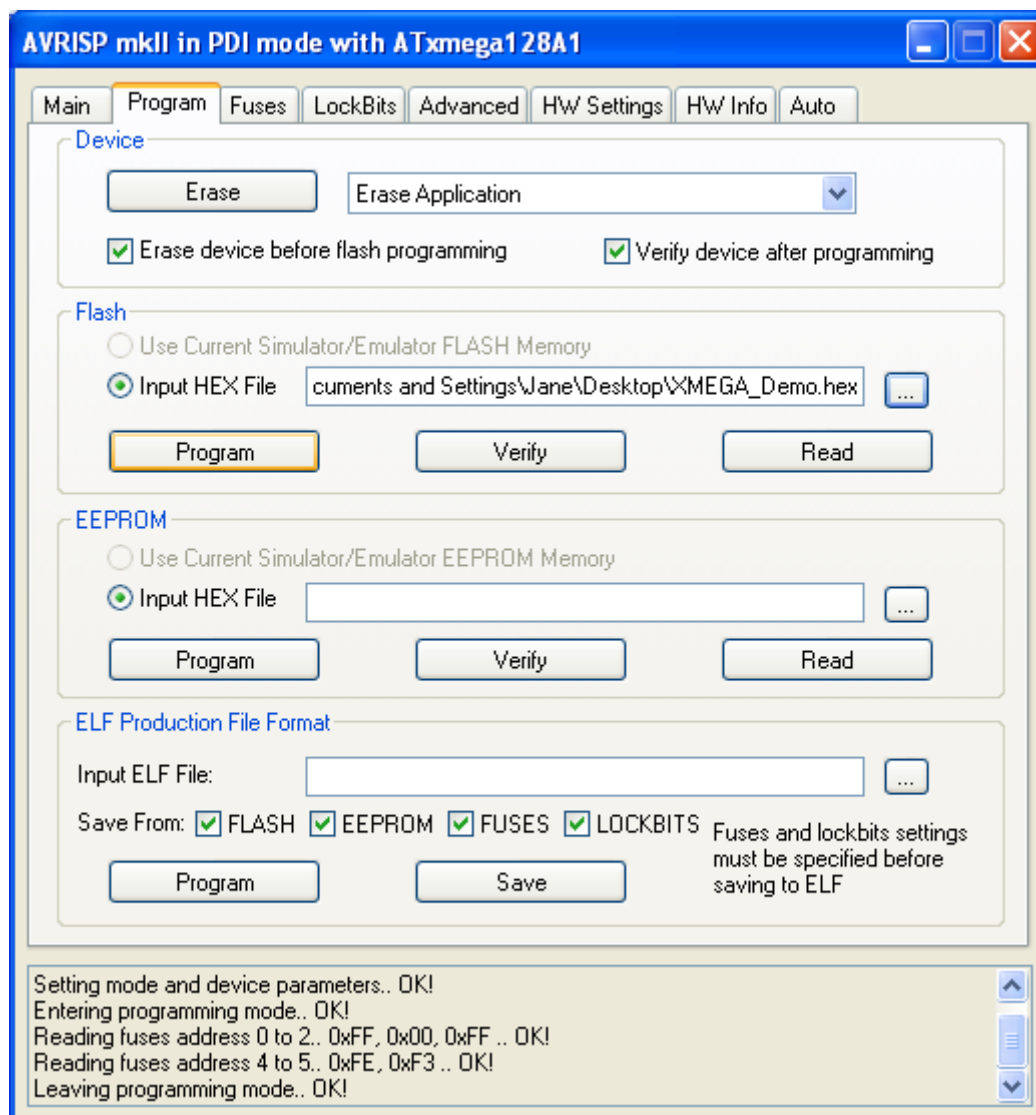 AVRISP mkII in PDI mode with ATxmega128A1
Main Program Fuses LockBits Advanced HW Settings HW Info Auto
Device
Erase Erase Application
Erase device before flash programming Verify device after programming
Flash
Use Current Simulator/Emulator FLASH Memory
Input HEX File cuments and Settings\Jane\Desktop\XMEGA_Demo.hex ...
Program Verify Read
EEPROM
Use Current Simulator/Emulator EEPROM Memory
Input HEX File ...
Program Verify Read
ELF Production File Format
Input ELF File: ...
Save From: FLASH EEPROM FUSES LOCKBITS
Fuses and lockbits settings
must be specified before
saving to ELF
Program Save
Setting mode and device parameters.. OK!
Entering programming mode.. OK!
Reading fuses address 0 to 2.. 0xFF, 0x00, 0xFF .. OK!
Reading fuses address 4 to 5.. 0xFE, 0xF3 .. OK!
Leaving programming mode.. OK!